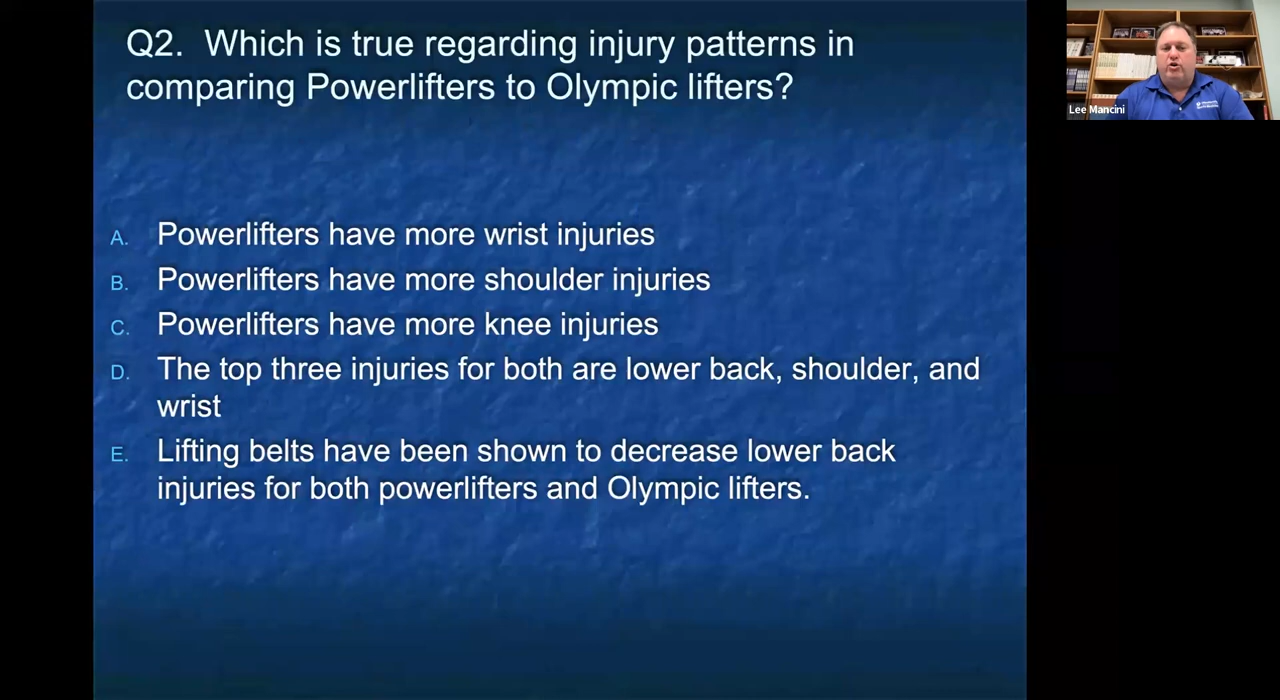 Q2. Which is true regarding injury patterns in
comparing Powerlifters to Olympic lifters?
A. Powerlifters have more wrist injuries
B. Powerlifters have more shoulder injuries
C. Powerlifters have more knee injuries
D. The top three injuries for both are lower back, shoulder, and
wrist
E. Lifting belts have been shown to decrease lower back
injuries for both powerlifters and Olympic lifters.
Lee Mancini